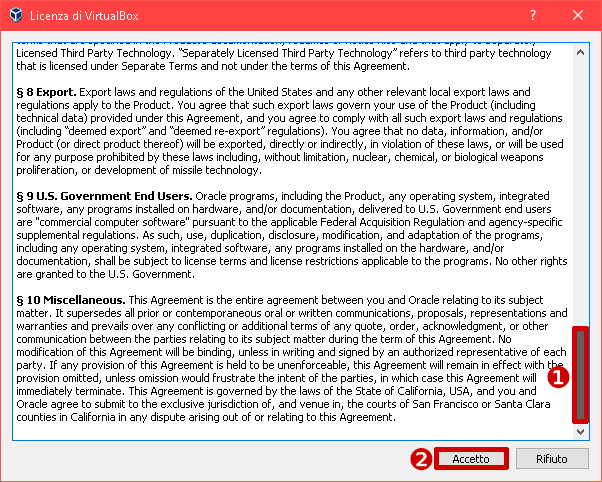 Licenza di VirtualBox
Licensed Third Party Technology. "Separately Licensed Third Party Technology" refers to third party technology
that is licensed under Separate Terms and not under the terms of this Agreement.
§ 8 Export. Export laws and regulations of the United States and any other relevant local export laws and
regulations apply to the Product. You agree that such export laws govern your use of the Product (including
technical data) provided under this Agreement, and you agree to comply with all such export laws and regulations
(including "deemed export" and "deemed re-export" regulations). You agree that no data, information, and/or
Product (or direct product thereof) will be exported, directly or indirectly, in violation of these laws, or will be used
for any purpose prohibited by these laws including, without limitation, nuclear, chemical, or biological weapons
proliferation, or development of missile technology.
§ 9 U.S. Government End Users. Oracle programs, including the Product, any operating system, integrated
software, any programs installed on hardware, and/or documentation, delivered to U.S. Government end users
are "commercial computer software" pursuant to the applicable Federal Acquisition Regulation and agency-specific
supplemental regulations. As such, use, duplication, disclosure, modification, and adaptation of the programs,
including any operating system, integrated software, any programs installed on the hardware, and/or
documentation, shall be subject to license terms and license restrictions applicable to the programs. No other rights
are granted to the U.S. Government.
§ 10 Miscellaneous. This Agreement is the entire agreement between you and Oracle relating to its subject
matter. It supersedes all prior or contemporaneous oral or written communications, proposals, representations and
warranties and prevails over any conflicting or additional terms of any quote, order, acknowledgment, or other
communication between the parties relating to its subject matter during the term of this Agreement. No
modification of this Agreement will be binding, unless in writing and signed by an authorized representative of each
party. If any provision of this Agreement is held to be unenforceable, this Agreement will remain in effect with the
provision omitted, unless omission would frustrate the intent of the parties, in which case this Agreement will
immediately terminate. This Agreement is governed by the laws of the State of California, USA, and you and
Oracle agree to submit to the exclusive jurisdiction of, and venue in, the courts of San Francisco or Santa Clara
counties in California in any dispute arising out of or relating to this Agreement.
1
2 Accetto Rifiuto